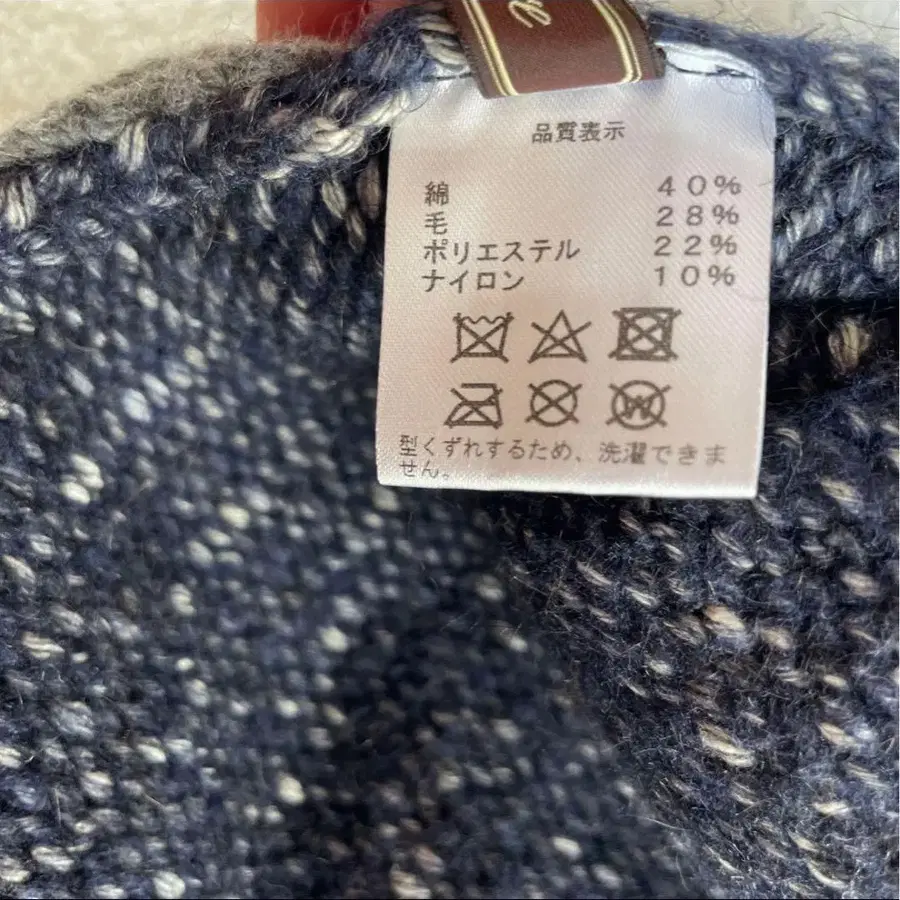 品質表示
綿 40%
毛 28%
ポリエステル 22%
ナイロン 10%
W
型くずれするため、洗濯できま
せん。